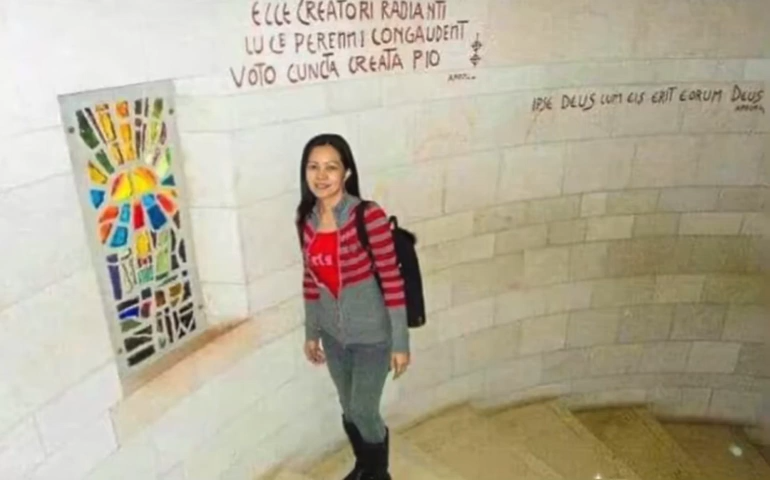 ECCE CREATORI RADIANTI
LUCE PERENNI CONGAUDENT
VOTO CUNCTA CREATA PIO
IPSE DEUS CUM EIS ERIT EORUM DEUS